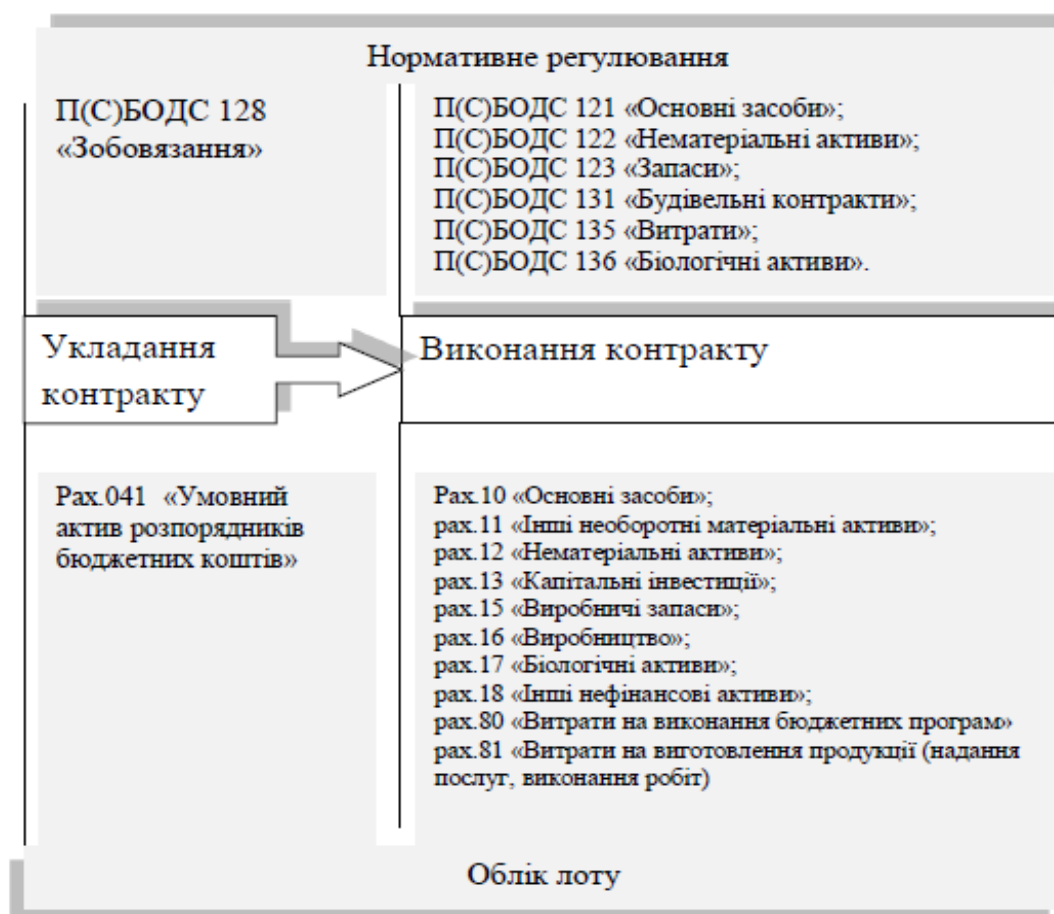 Нормативне регулювання
П(С)БОДС 128
«Зобовязання»
П(С)БОДС 121 «Основні засоби»;
П(С)БОДС 122 «Нематеріальні активи»;
П(С)БОДС 123 «Запаси»;
П(С)БОДС 131 «Будівельні контракти»;
П(С)БОДС 135 «Витрати»;
П(С)БОДС 136 «Біологічні активи».
Укладання
контракту
Виконання контракту
Рах.041 «Умовний
актив розпорядників
бюджетних коштів»
Рах.10 «Основні засоби»;
рах.11 «Інші необоротні матеріальні активи»;
рах.12 «Нематеріальні активи»;
рах.13 «Капітальні інвестиції»;
рах.15 «Виробничі запаси»;
рах.16 «Виробництво»;
рах.17 «Біологічні активи»;
рах.18 «Інші нефінансові активи»;
рах.80 «Витрати на виконання бюджетних програм»
рах.81 «Витрати на виготовлення продукції (надання
послуг, виконання робіт)
Облік лоту